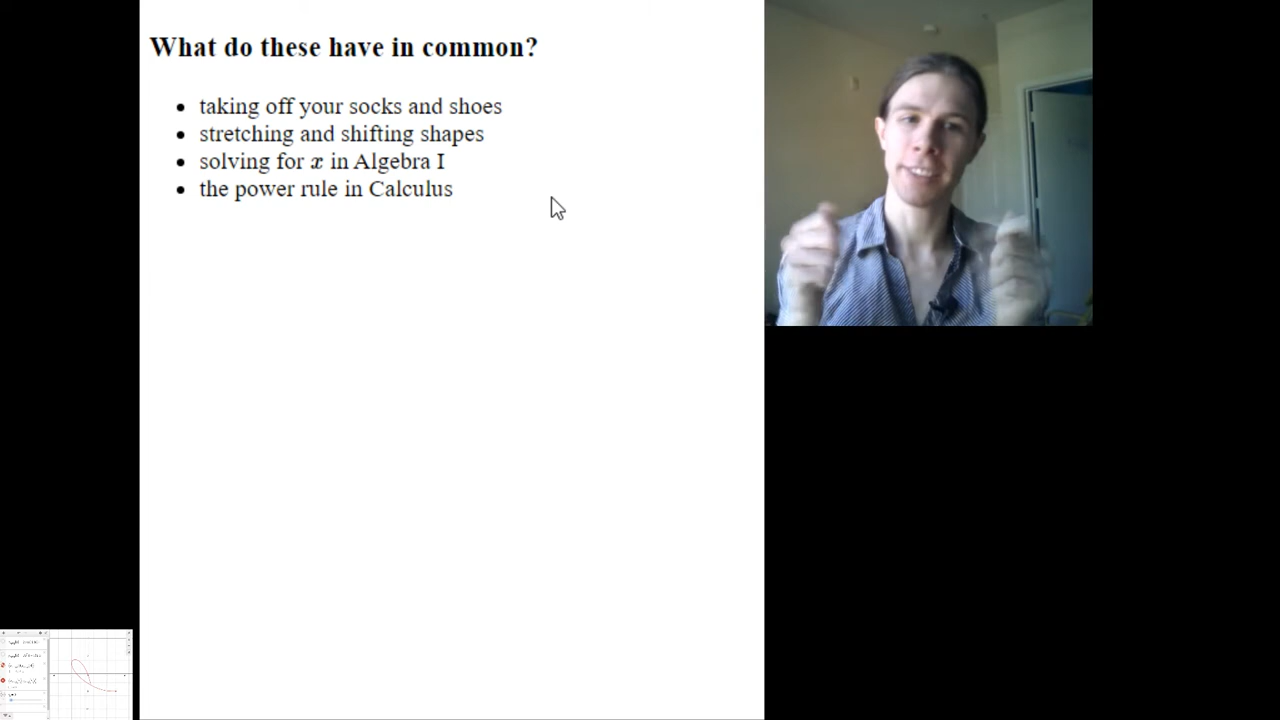 What do these have in common?
• taking off your socks and shoes
• stretching and shifting shapes
• solving for x in Algebra I
• the power rule in Calculus